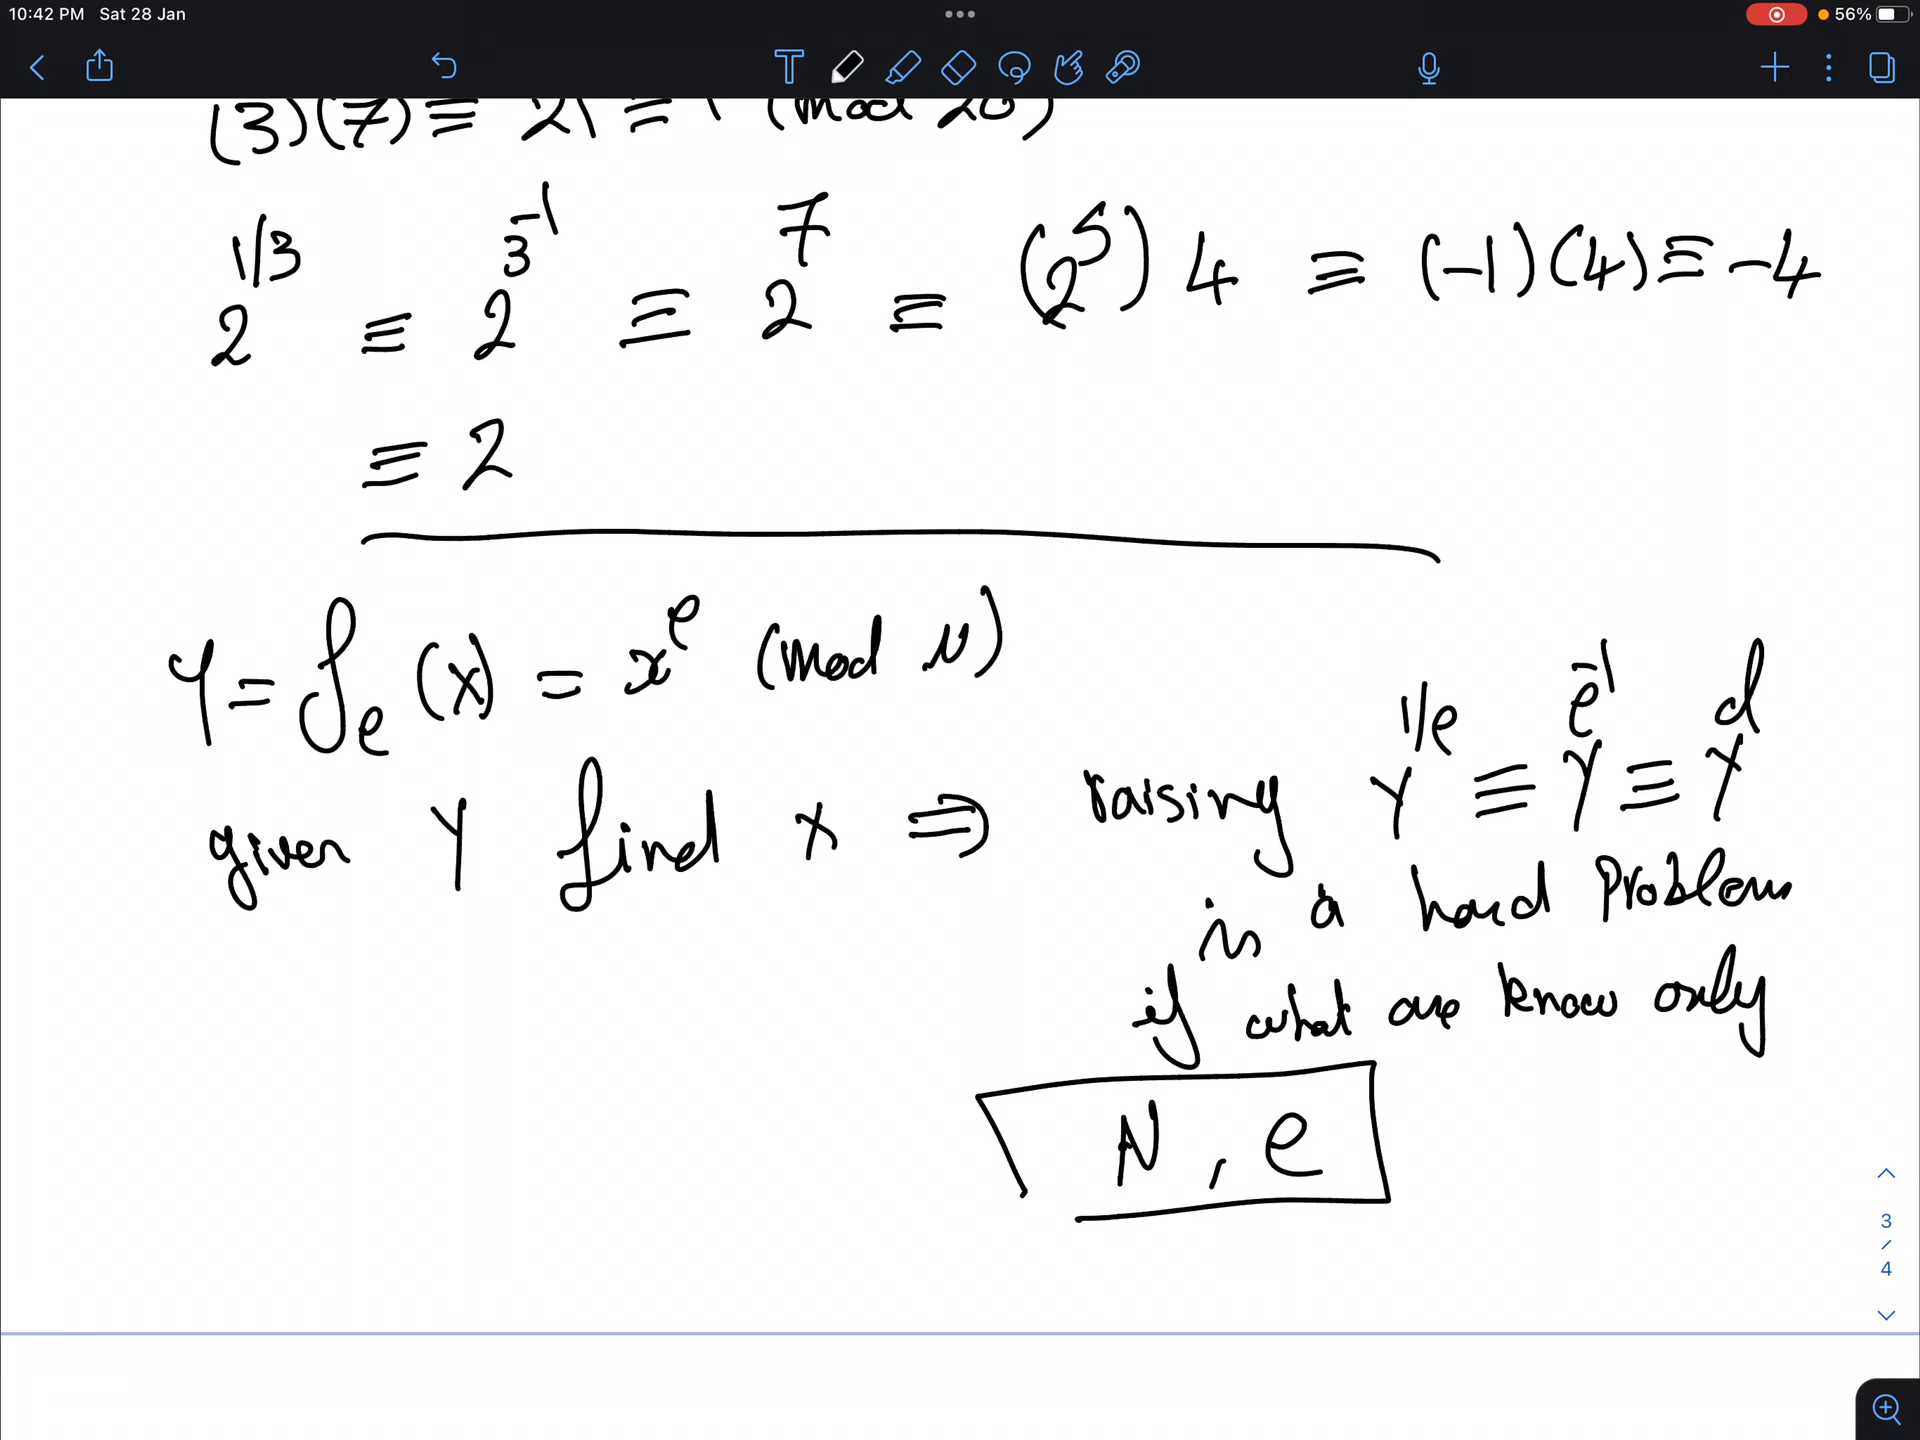 10:42 PM Sat 28 Jan
56%
(3)(7) ≡ 21 ≡ 1 (mod 20)
2^{1/3} ≡ 2^{3^{-1}} ≡ 2^7 ≡ (2^5) 4 ≡ (-1)(4) ≡ -4
≡ 2
Y = f_e (x) = x^e (mod N)
given Y find x ⇒ raising Y^{1/e} ≡ Y^{e^{-1}} ≡ Y^d
is a hard Problem
if what are know only
N, e
3
/
4